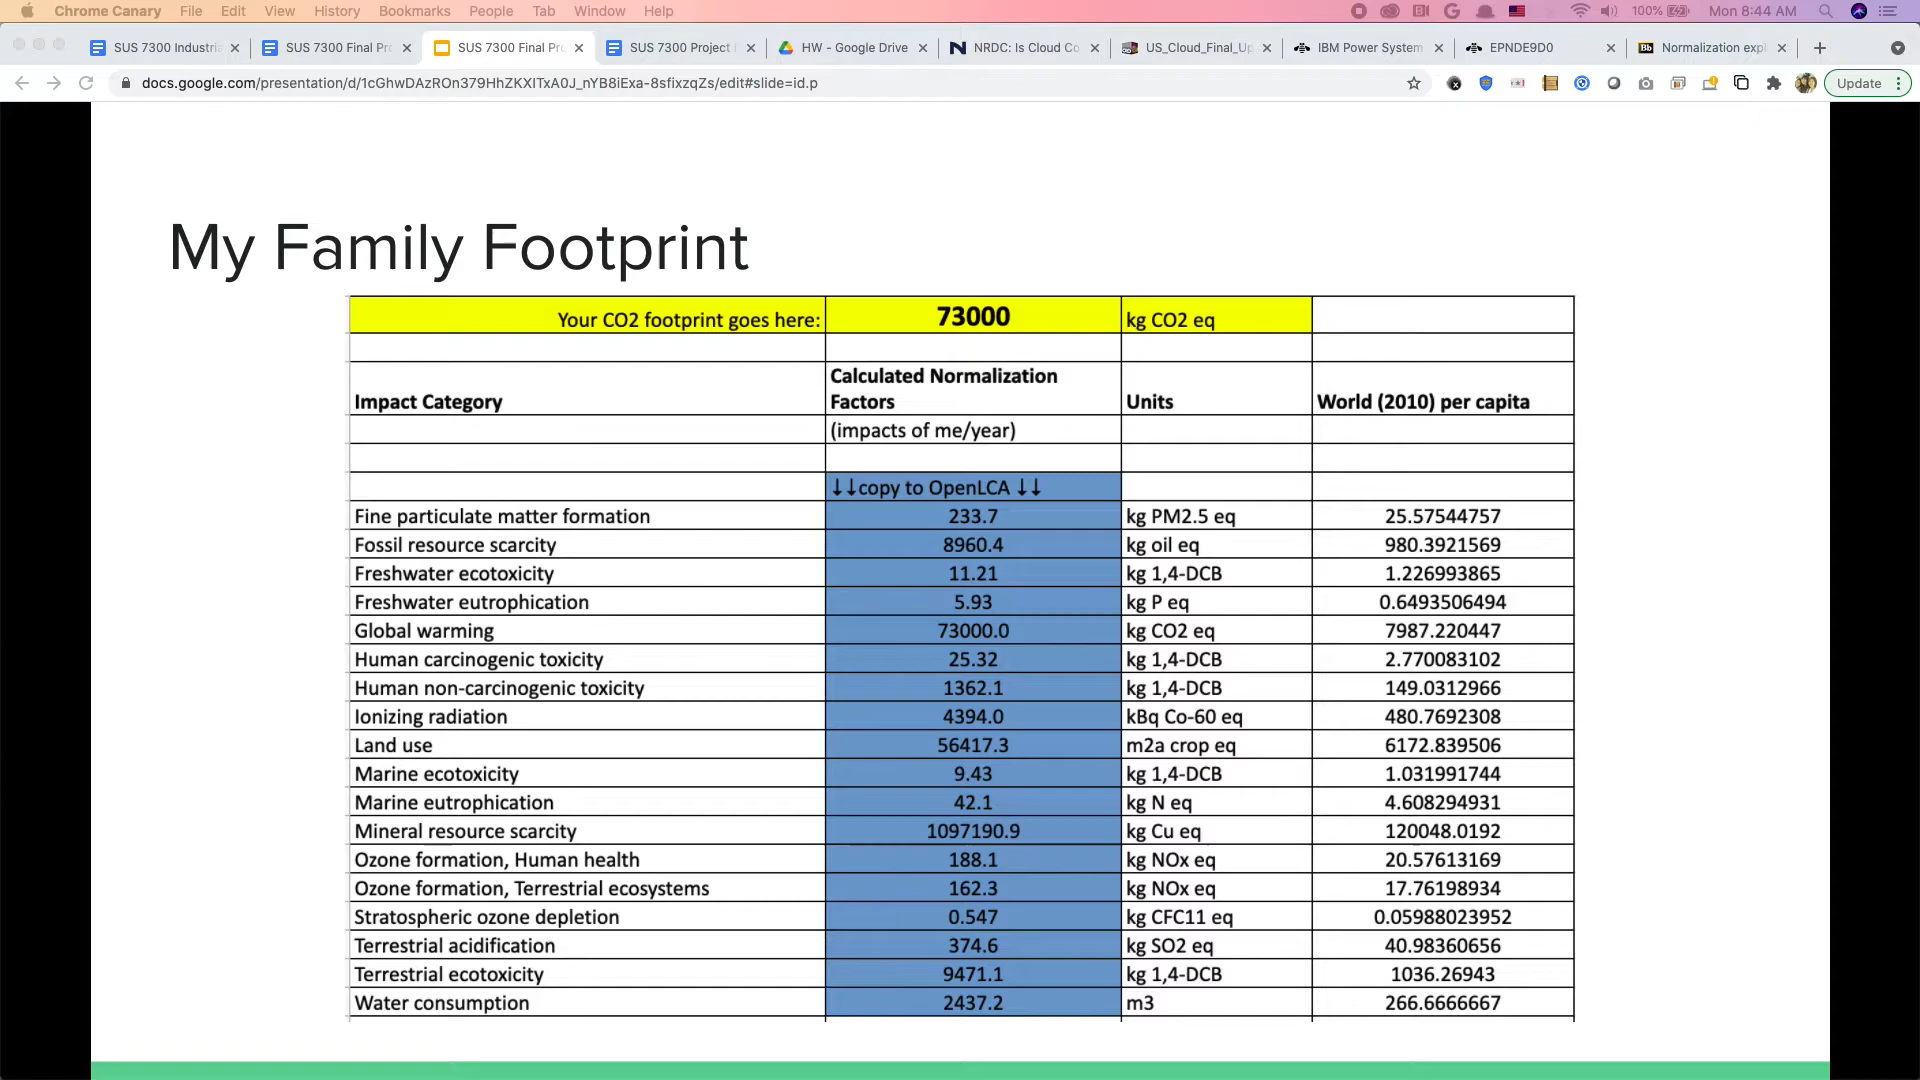 Chrome Canary File Edit View History Bookmarks People Tab Window Help 100% Mon 8:44 AM
SUS 7300 Industria SUS 7300 Final Pro SUS 7300 Final Pro SUS 7300 Project HW - Google Drive NRDC: Is Cloud Co US_Cloud_Final_Up IBM Power System EPNDE9D0 Normalization expl
docs.google.com/presentation/d/1cGhwDAzROn379HhZKXITxA0J_nYB8iExa-8sfixzqZs/edit#slide=id.p Update
My Family Footprint
Your CO2 footprint goes here: 73000 kg CO2 eq
Impact Category Calculated Normalization Factors Units World (2010) per capita
(impacts of me/year)
↓↓copy to OpenLCA ↓↓
Fine particulate matter formation 233.7 kg PM2.5 eq 25.57544757
Fossil resource scarcity 8960.4 kg oil eq 980.3921569
Freshwater ecotoxicity 11.21 kg 1,4-DCB 1.226993865
Freshwater eutrophication 5.93 kg P eq 0.6493506494
Global warming 73000.0 kg CO2 eq 7987.220447
Human carcinogenic toxicity 25.32 kg 1,4-DCB 2.770083102
Human non-carcinogenic toxicity 1362.1 kg 1,4-DCB 149.0312966
Ionizing radiation 4394.0 kBq Co-60 eq 480.7692308
Land use 56417.3 m2a crop eq 6172.839506
Marine ecotoxicity 9.43 kg 1,4-DCB 1.031991744
Marine eutrophication 42.1 kg N eq 4.608294931
Mineral resource scarcity 1097190.9 kg Cu eq 120048.0192
Ozone formation, Human health 188.1 kg NOx eq 20.57613169
Ozone formation, Terrestrial ecosystems 162.3 kg NOx eq 17.76198934
Stratospheric ozone depletion 0.547 kg CFC11 eq 0.05988023952
Terrestrial acidification 374.6 kg SO2 eq 40.98360656
Terrestrial ecotoxicity 9471.1 kg 1,4-DCB 1036.26943
Water consumption 2437.2 m3 266.6666667